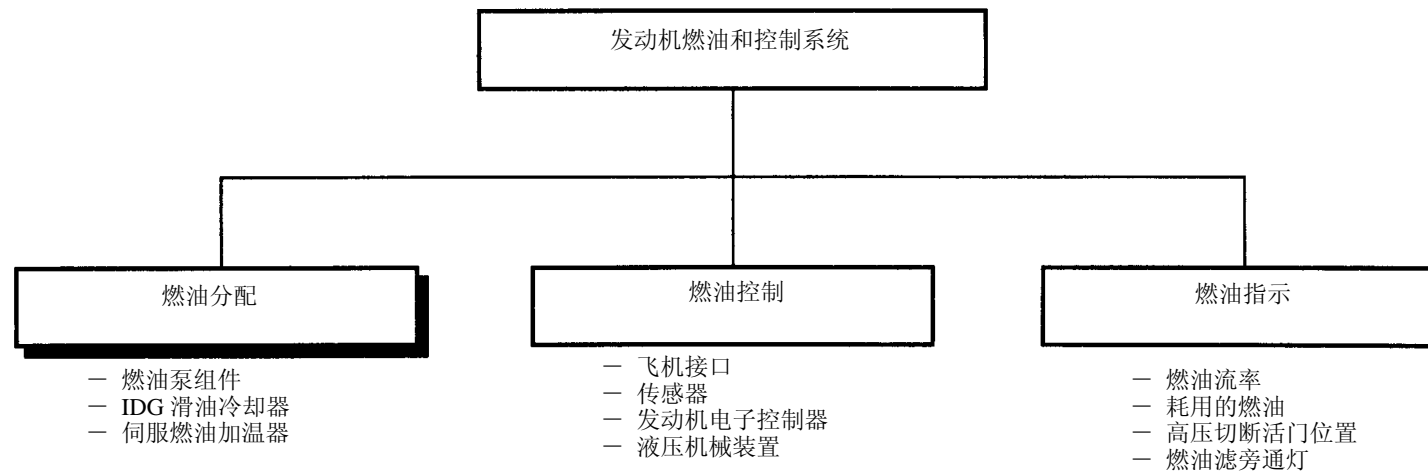 发动机燃油和控制系统
燃油分配
－ 燃油泵组件
－ IDG 滑油冷却器
－ 伺服燃油加温器
燃油控制
－ 飞机接口
－ 传感器
－ 发动机电子控制器
－ 液压机械装置
燃油指示
－ 燃油流率
－ 耗用的燃油
－ 高压切断活门位置
－ 燃油滤旁通灯